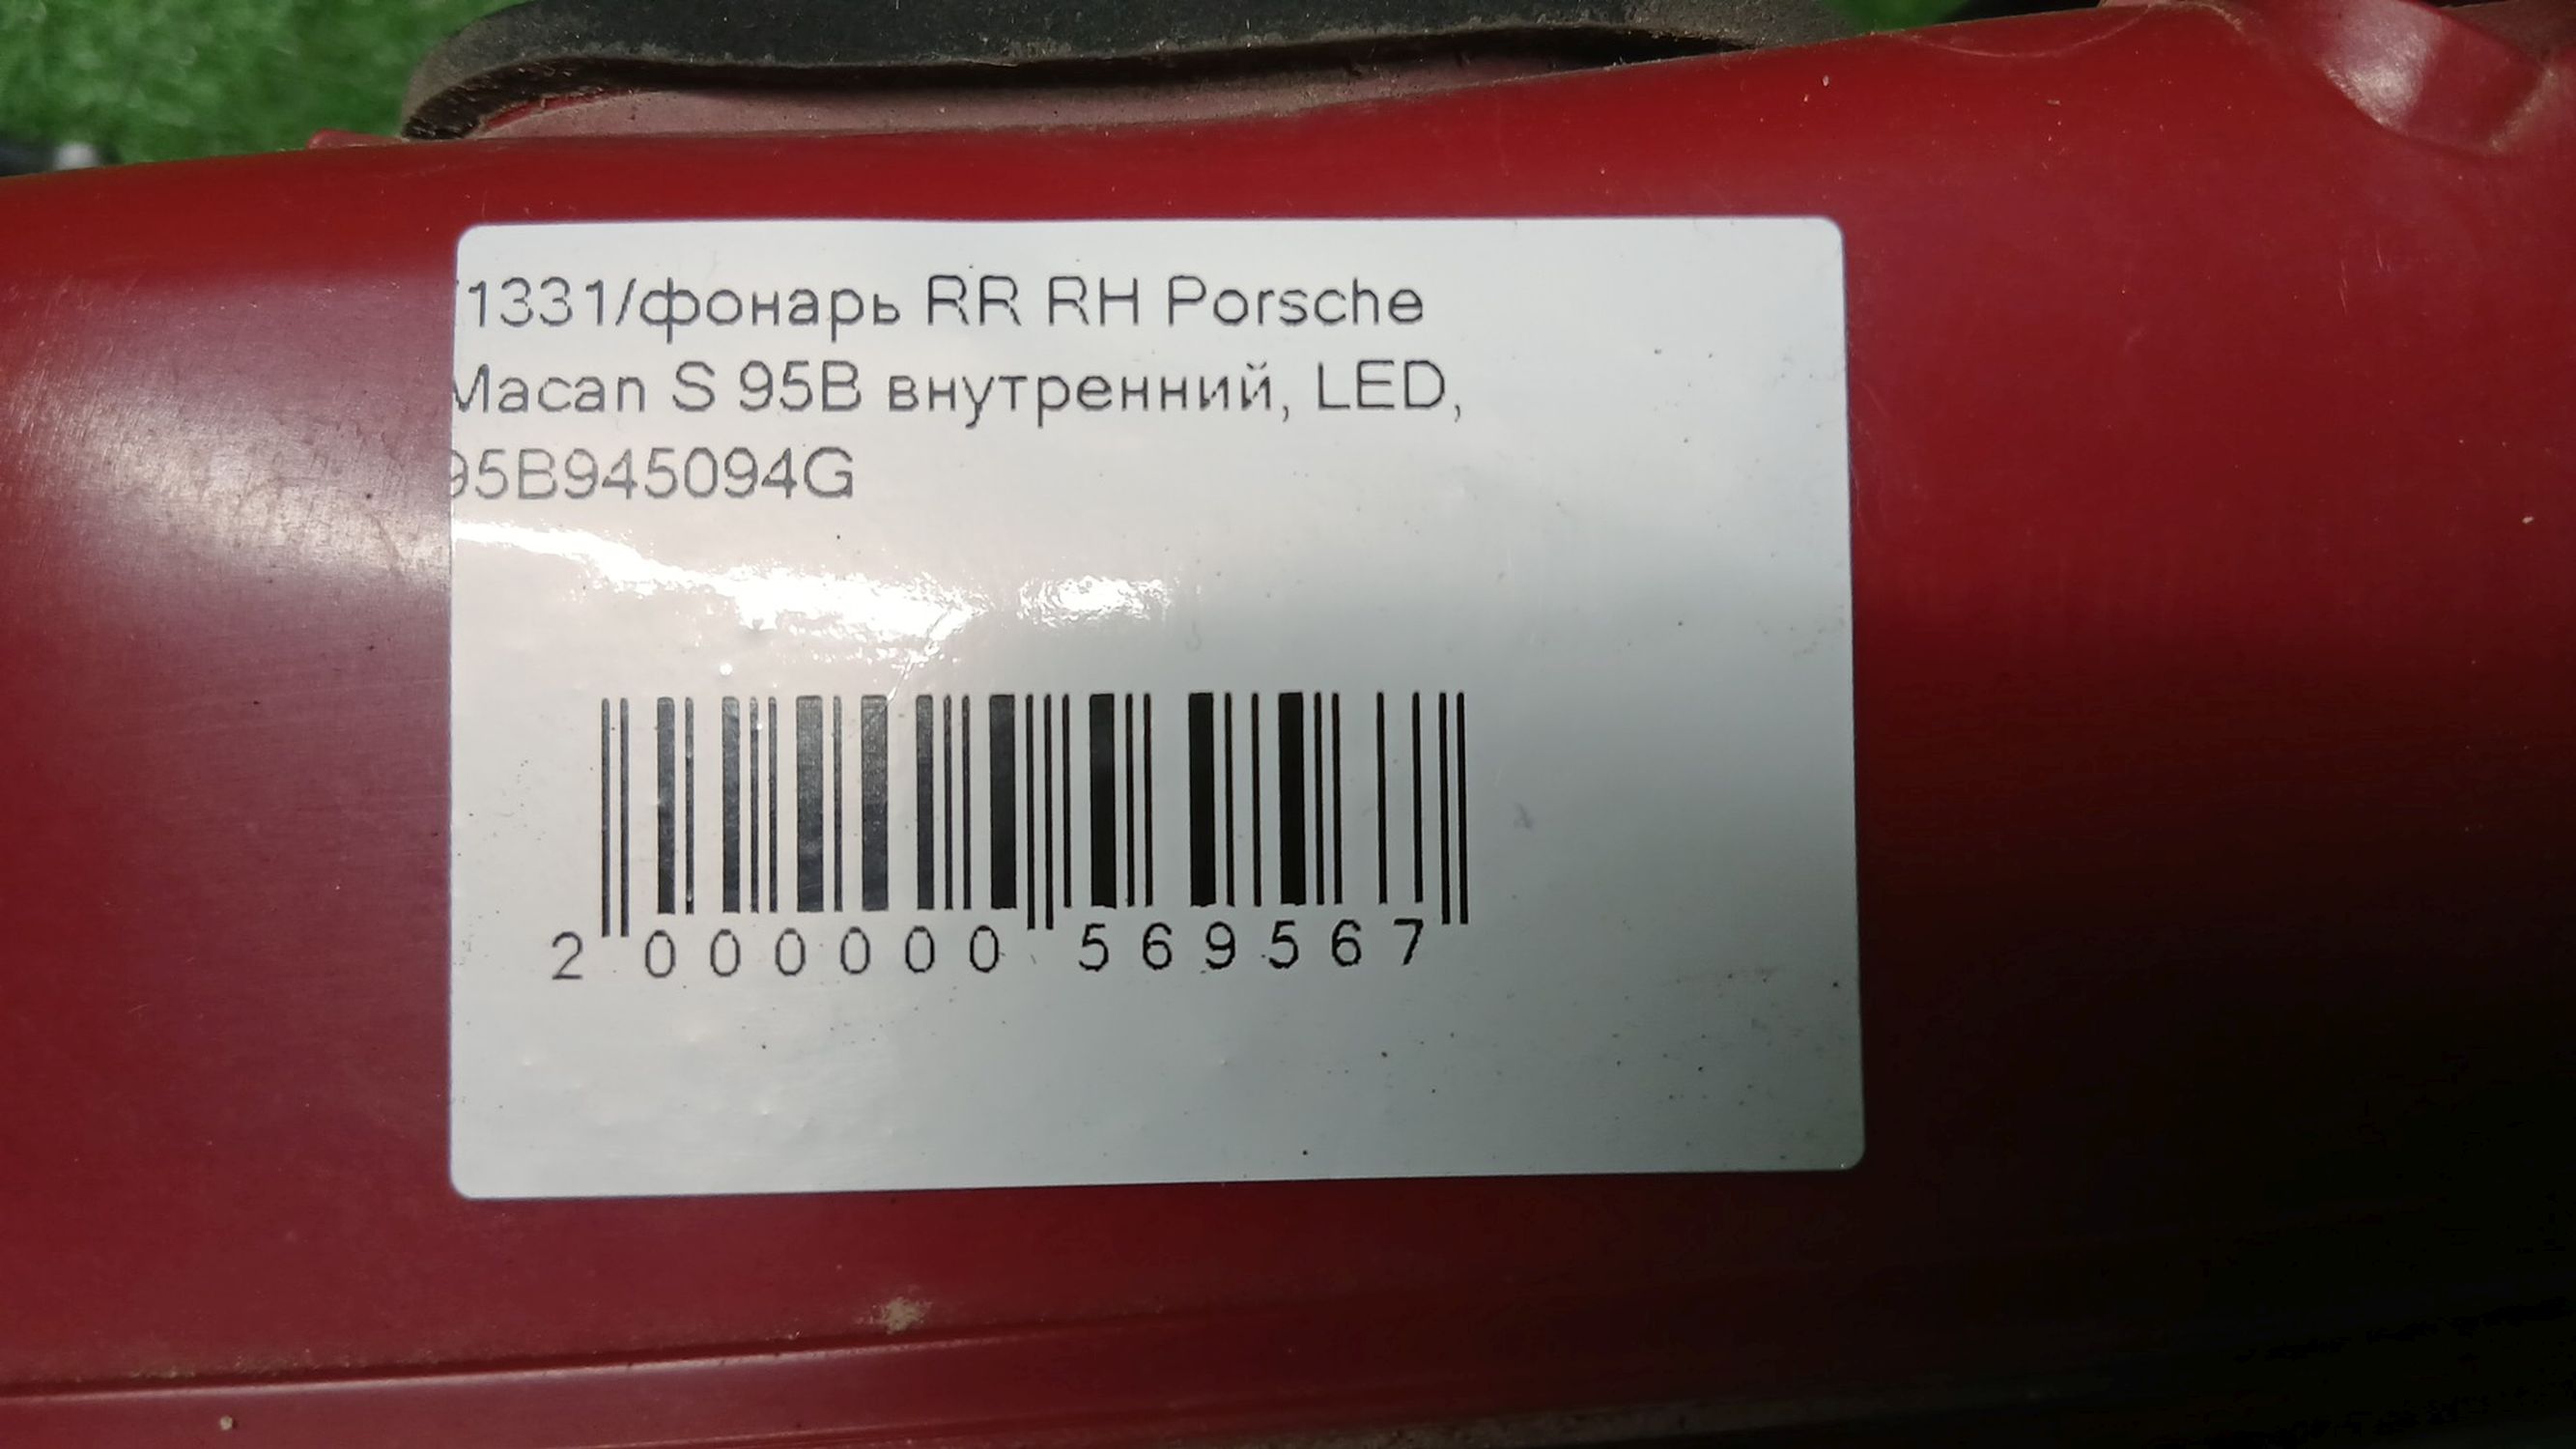 1331/фонарь RR RH Porsche
Macan S 95B внутренний, LED,
95B945094G
2 000000 569567